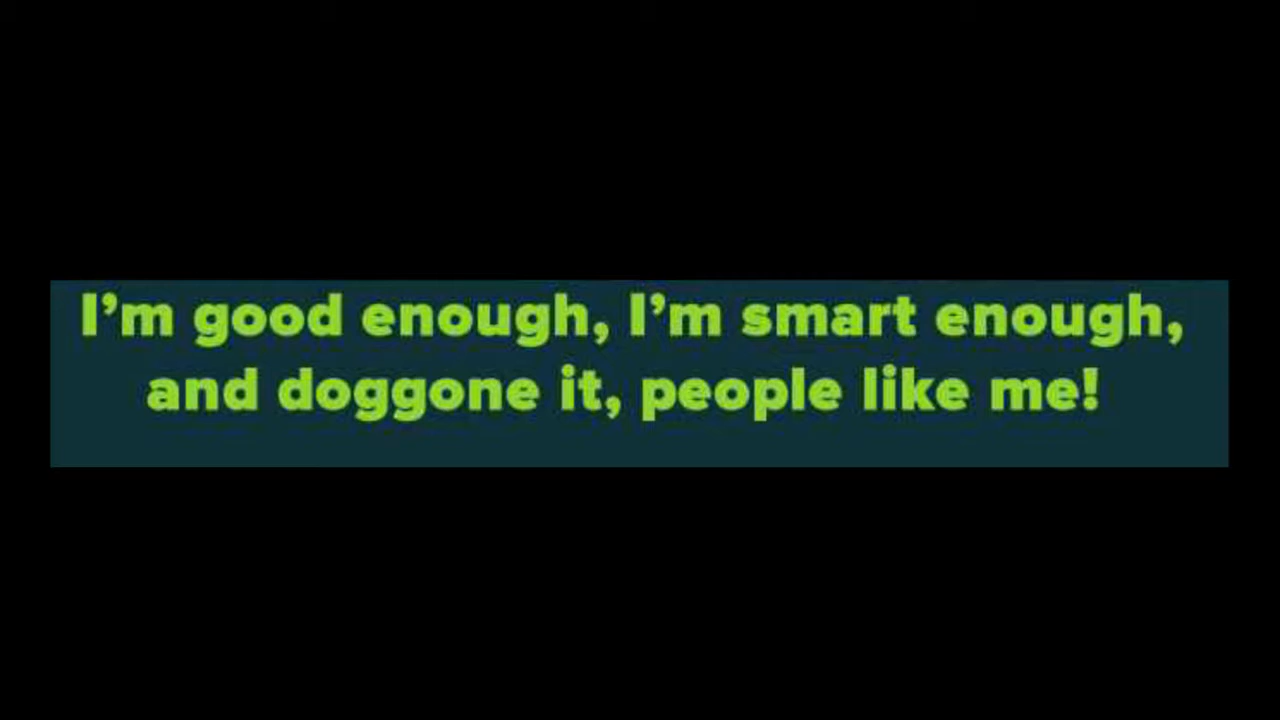 I’m good enough, I’m smart enough,
and doggone it, people like me!